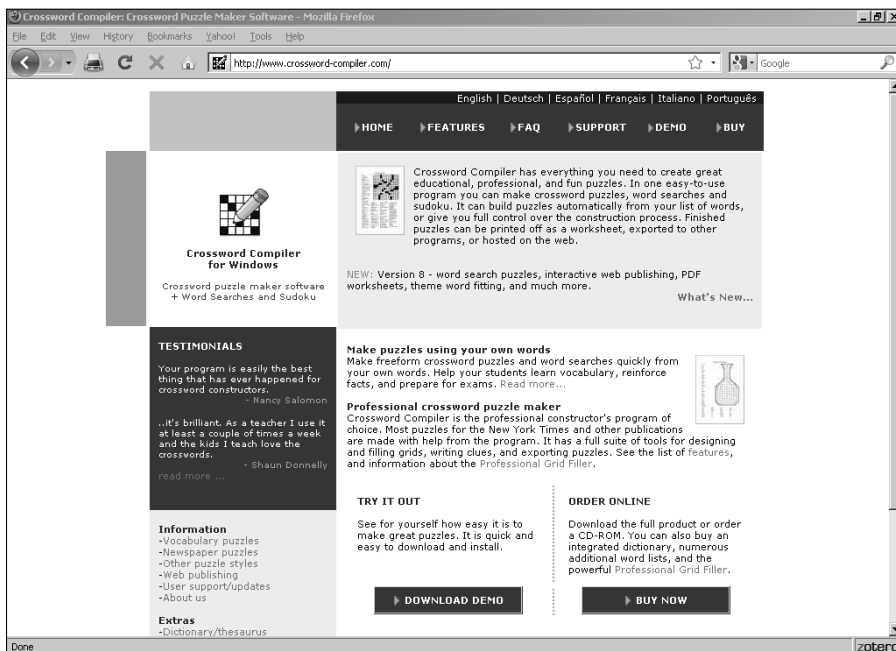 Crossword Compiler: Crossword Puzzle Maker Software - Mozilla Firefox
File Edit View History Bookmarks Yahoo! Tools Help
http://www.crossword-compiler.com/
Google
English | Deutsch | Español | Français | Italiano | Português
HOME FEATURES FAQ SUPPORT DEMO BUY
Crossword Compiler
for Windows
Crossword puzzle maker software
+ Word Searches and Sudoku
Crossword Compiler has everything you need to create great
educational, professional, and fun puzzles. In one easy-to-use
program you can make crossword puzzles, word searches and
sudoku. It can build puzzles automatically from your list of words,
or give you full control over the construction process. Finished
puzzles can be printed off as a worksheet, exported to other
programs, or hosted on the web.
NEW: Version 8 - word search puzzles, interactive web publishing, PDF
worksheets, theme word fitting, and much more.
What's New...
TESTIMONIALS
Your program is easily the best
thing that has ever happened for
crossword constructors.
- Nancy Salomon
..it's brilliant. As a teacher I use it
at least a couple of times a week
and the kids I teach love the
crosswords.
- Shaun Donnelly
read more ...
Make puzzles using your own words
Make freeform crossword puzzles and word searches quickly from
your own words. Help your students learn vocabulary, reinforce
facts, and prepare for exams. Read more...
Professional crossword puzzle maker
Crossword Compiler is the professional constructor's program of
choice. Most puzzles for the New York Times and other publications
are made with help from the program. It has a full suite of tools for designing
and filling grids, writing clues, and exporting puzzles. See the list of features,
and information about the Professional Grid Filler.
TRY IT OUT
See for yourself how easy it is to
make great puzzles. It is quick and
easy to download and install.
DOWNLOAD DEMO
ORDER ONLINE
Download the full product or order
a CD-ROM. You can also buy an
integrated dictionary, numerous
additional word lists, and the
powerful Professional Grid Filler.
BUY NOW
Information
-Vocabulary puzzles
-Newspaper puzzles
-Other puzzle styles
-Web publishing
-User support/updates
-About us
Extras
-Dictionary/thesaurus
Done
zotero